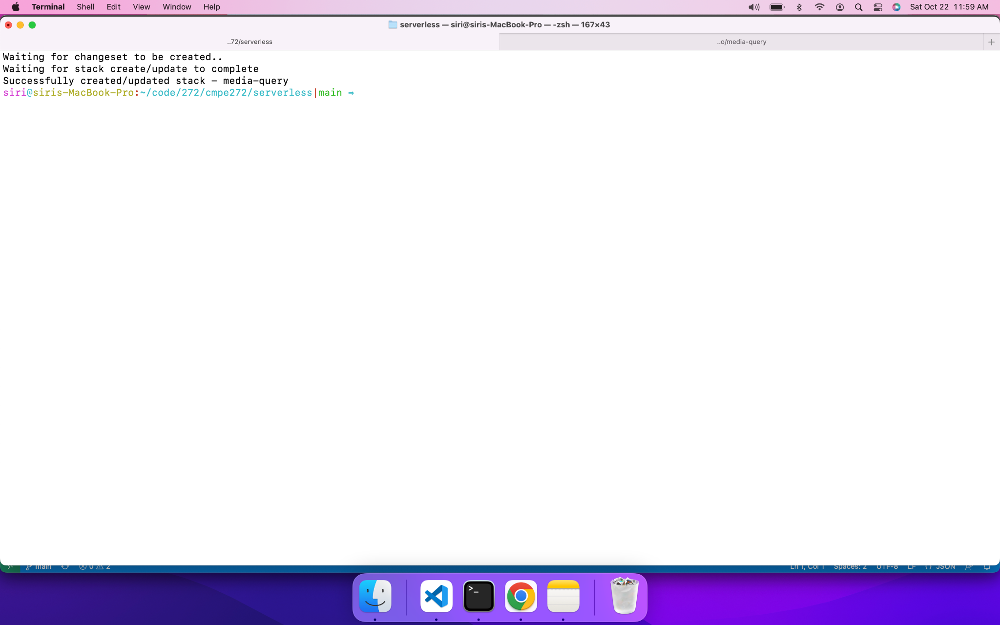 Terminal Shell Edit View Window Help Sat Oct 22 11:59 AM
serverless — siri@siris-MacBook-Pro — -zsh — 167×43
..72/serverless ..o/media-query +
Waiting for changeset to be created..
Waiting for stack create/update to complete
Successfully created/updated stack - media-query
siri@siris-MacBook-Pro:~/code/272/cmpe272/serverless|main ⇒
main 0 2 Ln 1, Col 1 Spaces: 2 UTF-8 LF {} JSON
>_